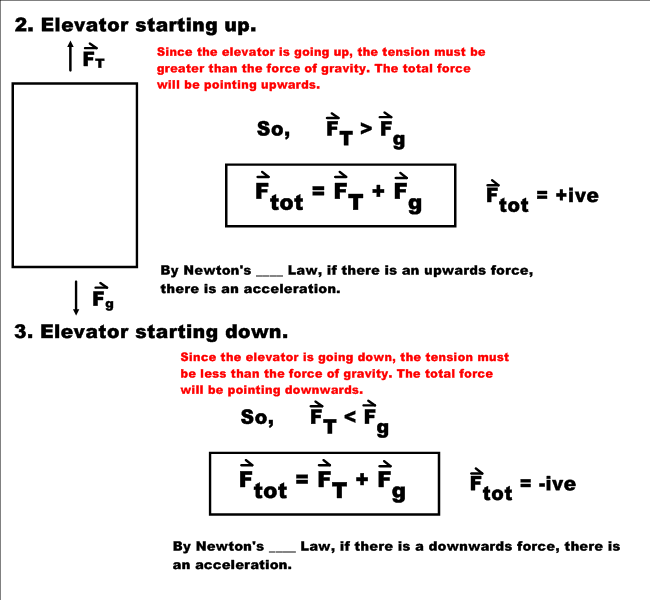 2. Elevator starting up.
F⃗T
Since the elevator is going up, the tension must be
greater than the force of gravity. The total force
will be pointing upwards.
So, F⃗T > F⃗g
F⃗tot = F⃗T + F⃗g
F⃗tot = +ive
By Newton's ____ Law, if there is an upwards force,
there is an acceleration.
F⃗g
3. Elevator starting down.
Since the elevator is going down, the tension must
be less than the force of gravity. The total force
will be pointing downwards.
So, F⃗T < F⃗g
F⃗tot = F⃗T + F⃗g
F⃗tot = -ive
By Newton's ____ Law, if there is a downwards force, there is
an acceleration.